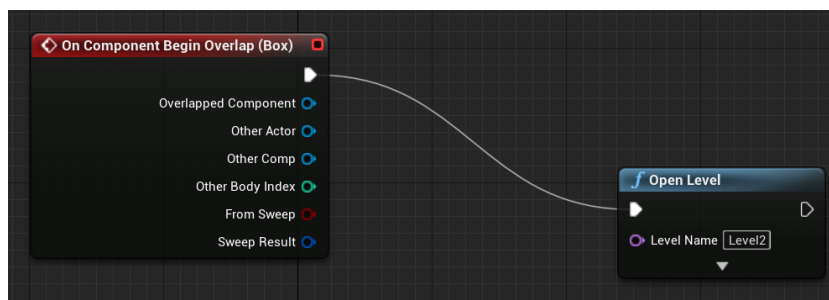 On Component Begin Overlap (Box)
Overlapped Component
Other Actor
Other Comp
Other Body Index
From Sweep
Sweep Result
f Open Level
Level Name Level2